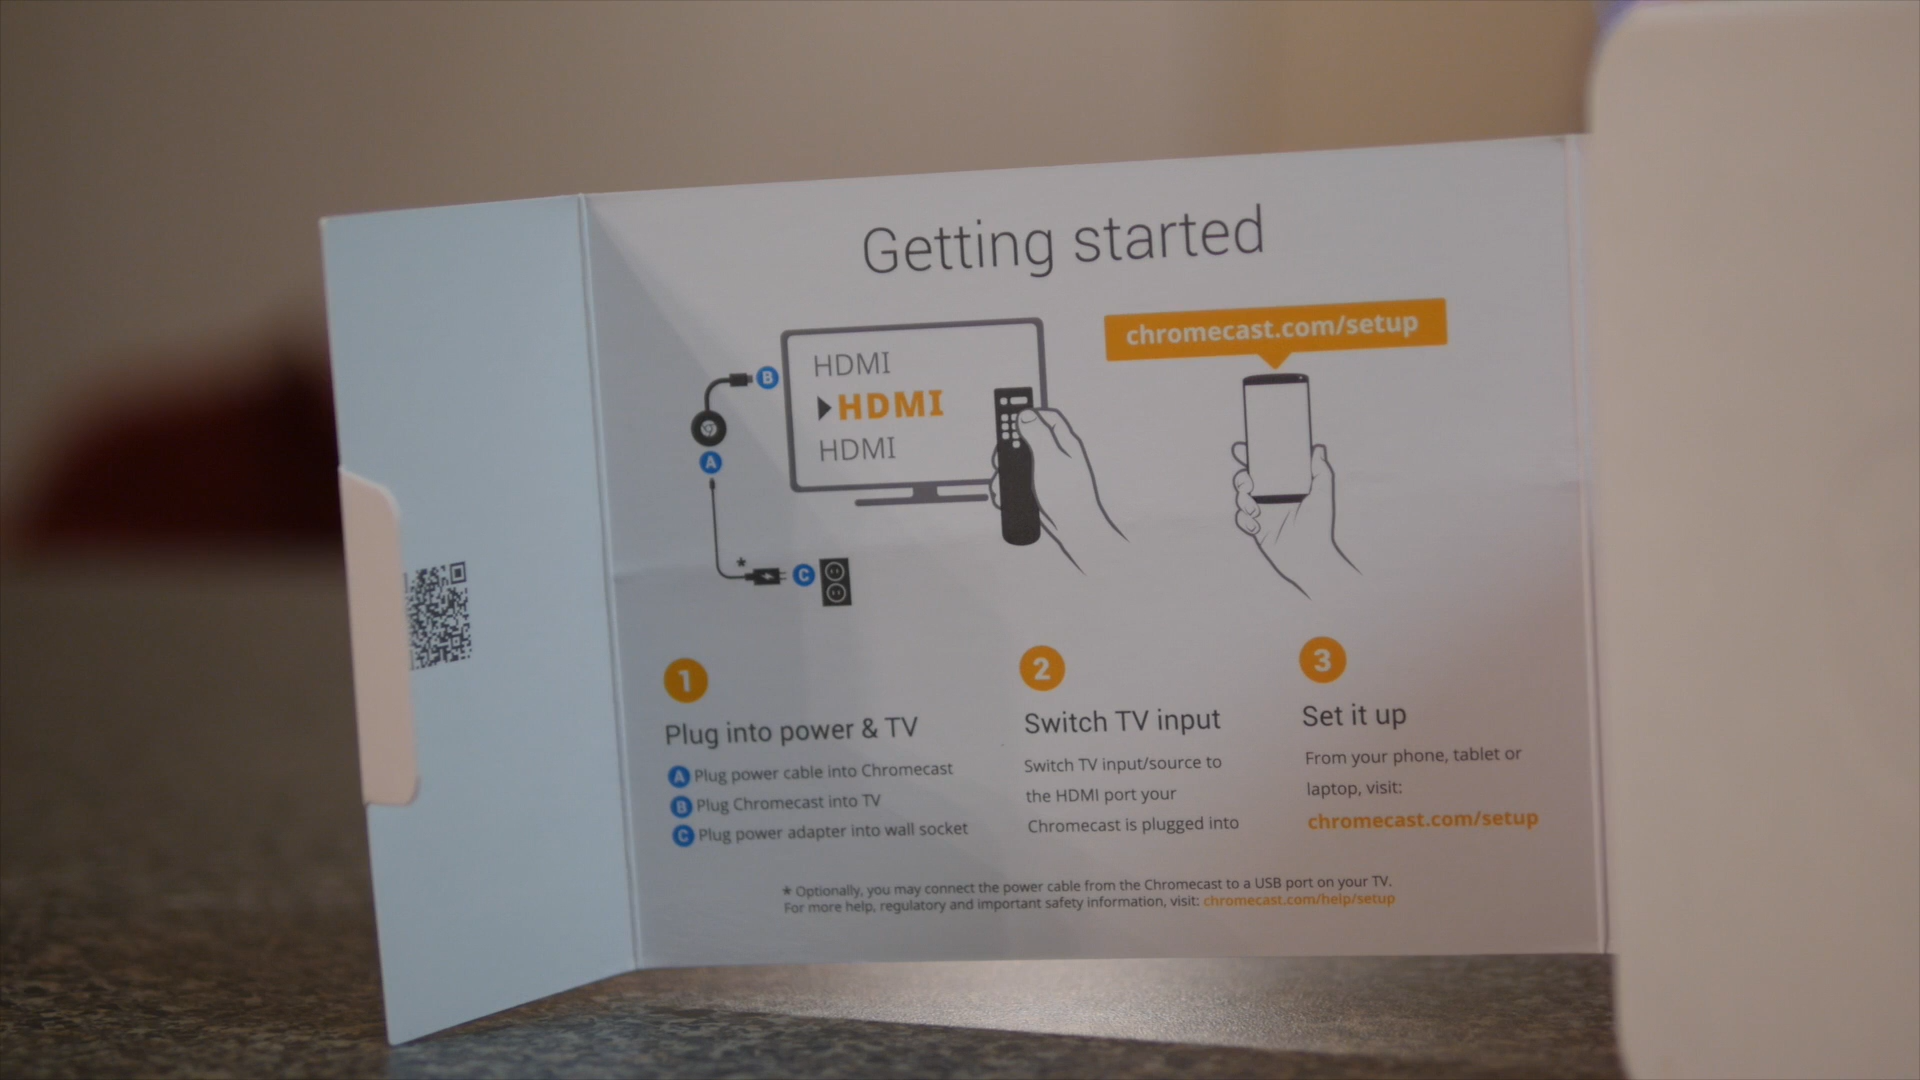 Getting started
chromecast.com/setup
HDMI
HDMI
HDMI
B
A
*
C
1
Plug into power & TV
A Plug power cable into Chromecast
B Plug Chromecast into TV
C Plug power adapter into wall socket
2
Switch TV input
Switch TV input/source to
the HDMI port your
Chromecast is plugged into
3
Set it up
From your phone, tablet or
laptop, visit:
chromecast.com/setup
* Optionally, you may connect the power cable from the Chromecast to a USB port on your TV.
For more help, regulatory and important safety information, visit: chromecast.com/help/setup